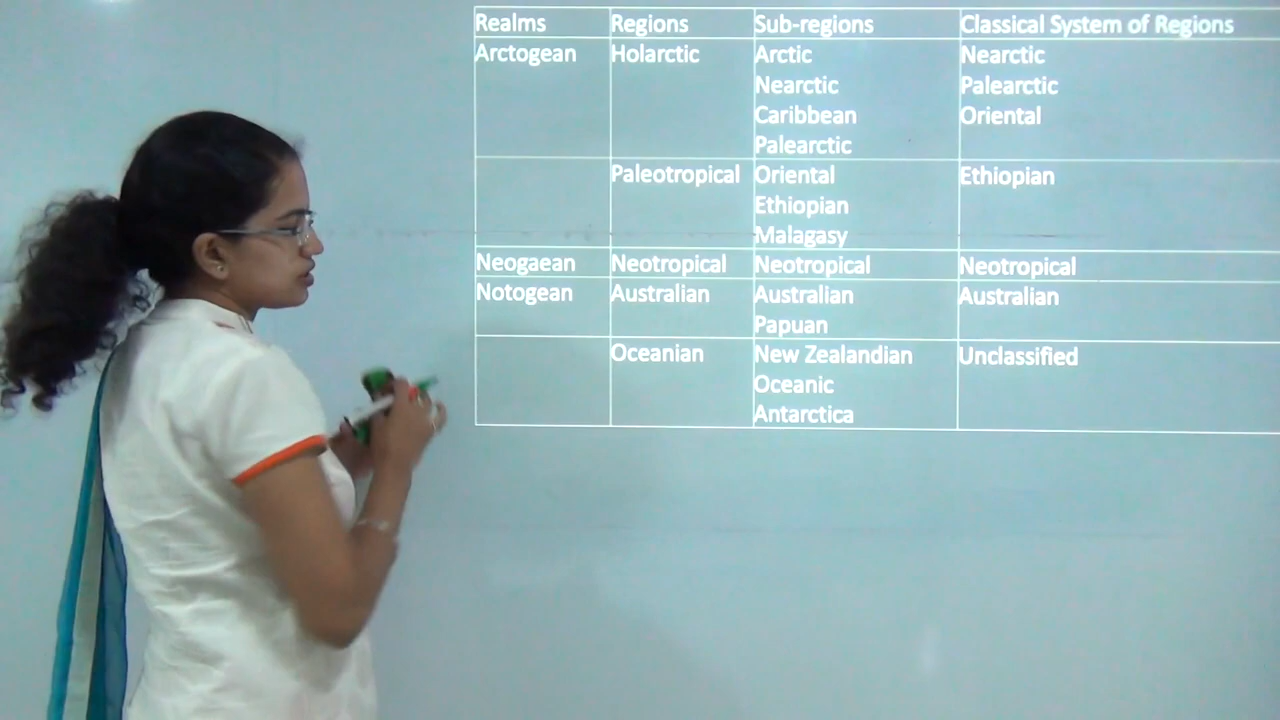 Realms Regions Sub-regions Classical System of Regions
Arctogean Holarctic Arctic Nearctic
Nearctic Palearctic
Caribbean Oriental
Palearctic
Paleotropical Oriental Ethiopian
Ethiopian
Malagasy
Neogaean Neotropical Neotropical Neotropical
Notogean Australian Australian Australian
Papuan
Oceanian New Zealandian Unclassified
Oceanic
Antarctica